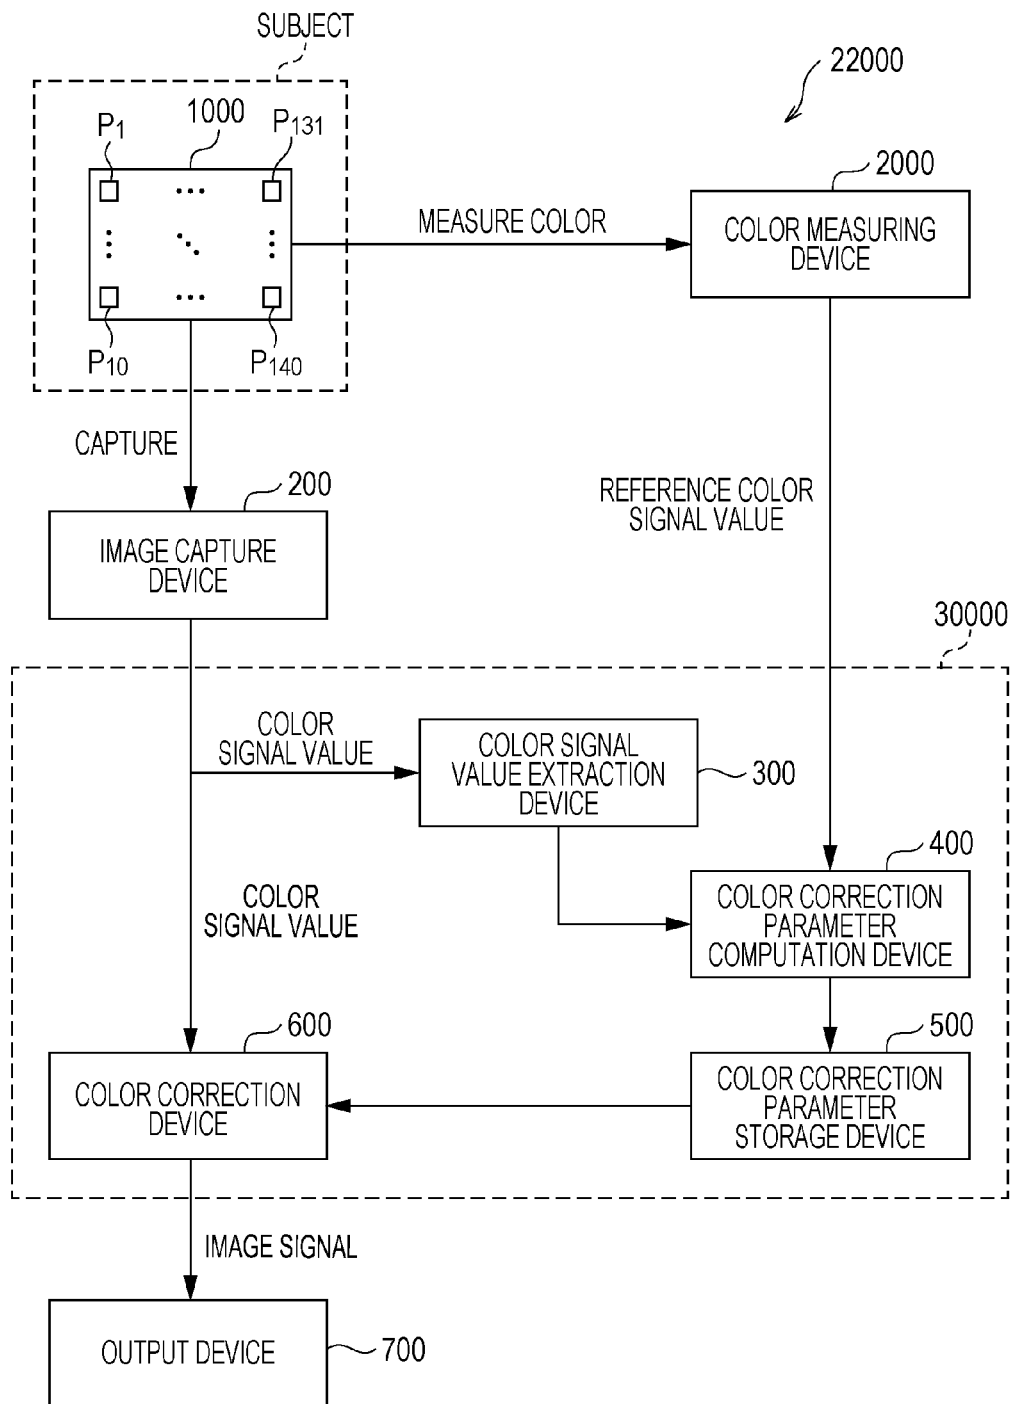 SUBJECT
22000
1000
P1
P131
2000
MEASURE COLOR
COLOR MEASURING
DEVICE
P10
P140
CAPTURE
200
REFERENCE COLOR
SIGNAL VALUE
IMAGE CAPTURE
DEVICE
30000
COLOR
SIGNAL VALUE
COLOR SIGNAL
VALUE EXTRACTION
DEVICE
300
400
COLOR
SIGNAL VALUE
COLOR CORRECTION
PARAMETER
COMPUTATION DEVICE
600
500
COLOR CORRECTION
DEVICE
COLOR CORRECTION
PARAMETER
STORAGE DEVICE
IMAGE SIGNAL
OUTPUT DEVICE
700